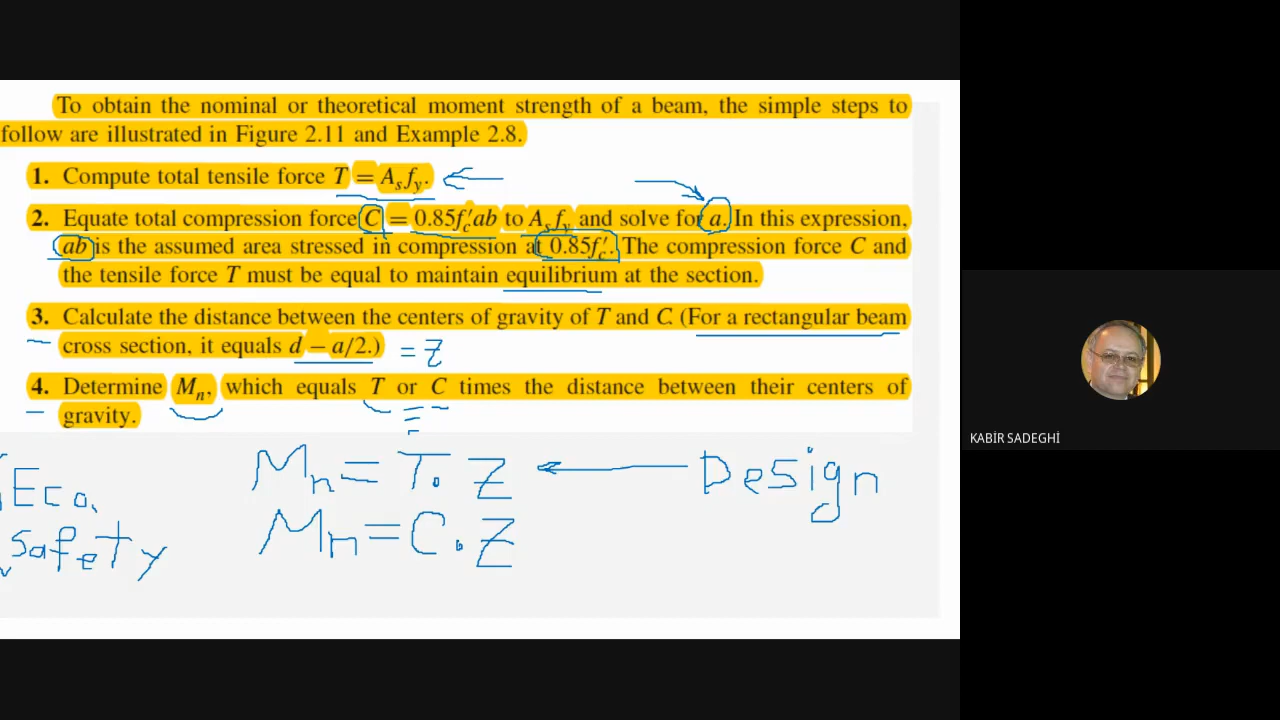 To obtain the nominal or theoretical moment strength of a beam, the simple steps to
follow are illustrated in Figure 2.11 and Example 2.8.
1. Compute total tensile force T = Asfy.
2. Equate total compression force C = 0.85f′c ab to Asfy and solve for a. In this expression,
ab is the assumed area stressed in compression at 0.85f′c. The compression force C and
the tensile force T must be equal to maintain equilibrium at the section.
3. Calculate the distance between the centers of gravity of T and C. (For a rectangular beam
cross section, it equals d − a/2.) = Z
4. Determine Mn, which equals T or C times the distance between their centers of
gravity.
Eco. Mn = T. Z Design
Safety Mn = C. Z
KABİR SADEGHİ